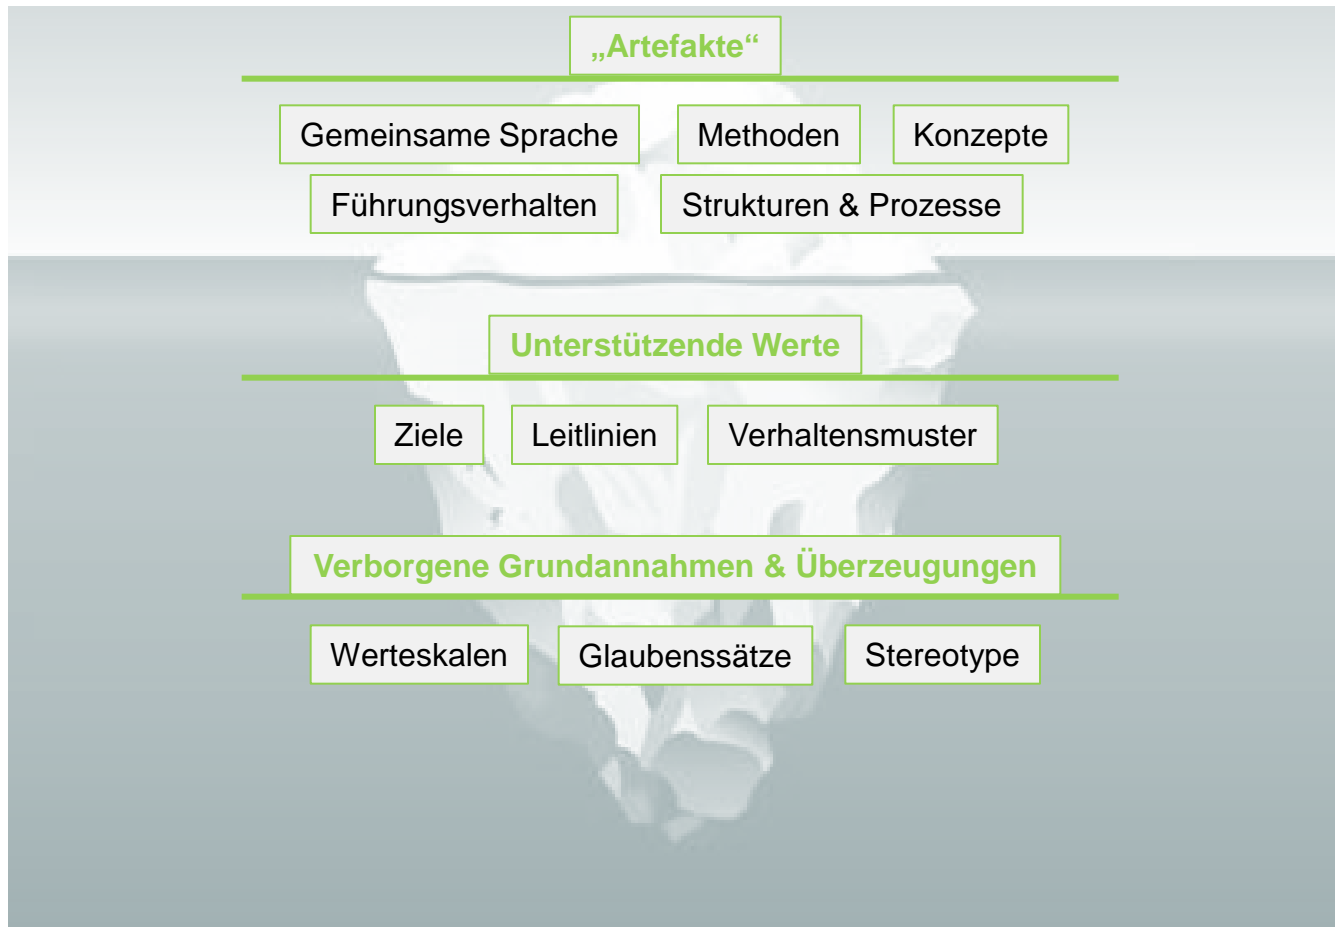 „Artefakte“
Gemeinsame Sprache
Methoden
Konzepte
Führungsverhalten
Strukturen & Prozesse
Unterstützende Werte
Ziele
Leitlinien
Verhaltensmuster
Verborgene Grundannahmen & Überzeugungen
Werteskalen
Glaubenssätze
Stereotype